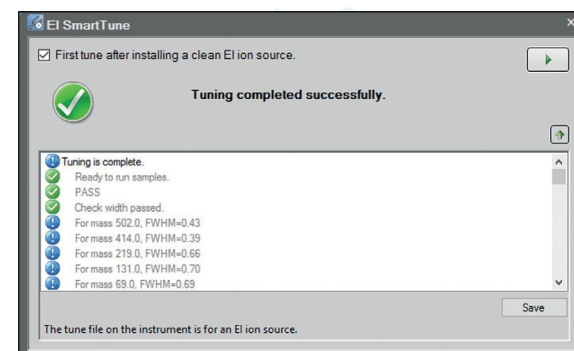 EI SmartTune
First tune after installing a clean EI ion source.
Tuning completed successfully.
Tuning is complete.
Ready to run samples.
PASS
Check width passed.
For mass 502.0, FWHM=0.43
For mass 414.0, FWHM=0.39
For mass 219.0, FWHM=0.66
For mass 131.0, FWHM=0.70
For mass 69.0, FWHM=0.69
Save
The tune file on the instrument is for an EI ion source.